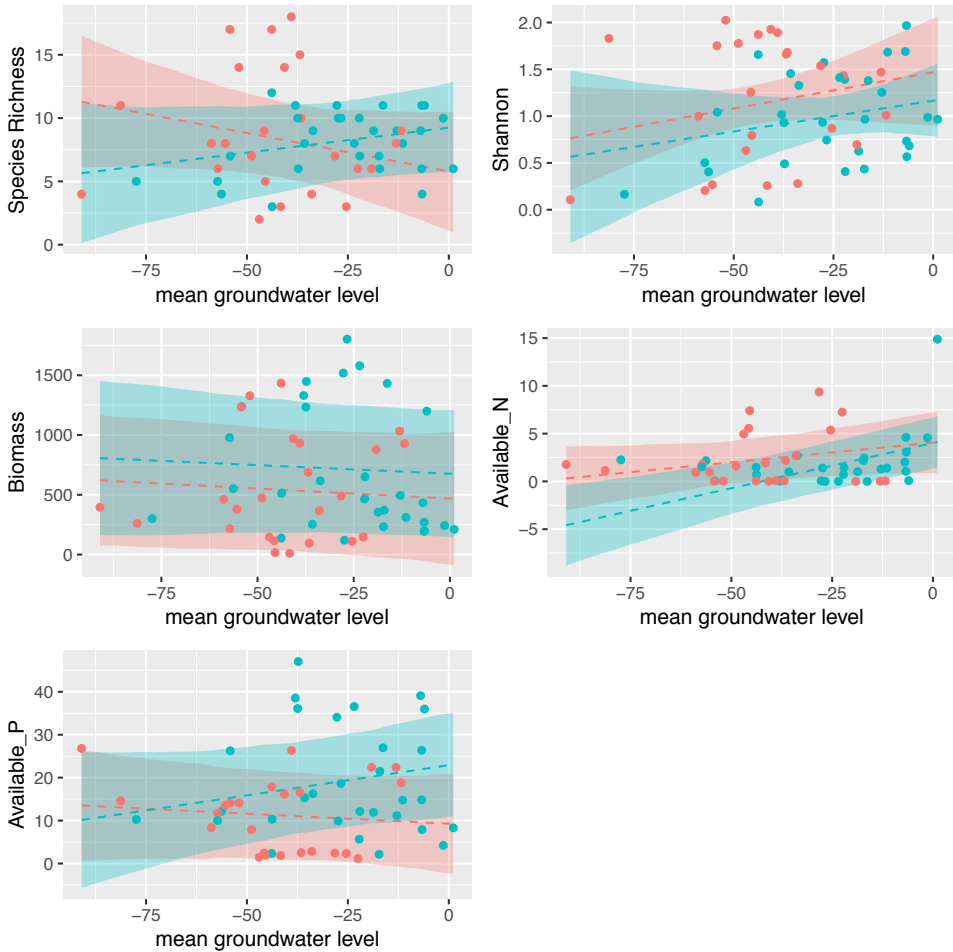 Species Richness
15
10
5
0
−75 −50 −25 0
mean groundwater level
Shannon
2.0
1.5
1.0
0.5
0.0
−75 −50 −25 0
mean groundwater level
Biomass
1500
1000
500
0
−75 −50 −25 0
mean groundwater level
Available_N
15
10
5
0
−5
−75 −50 −25 0
mean groundwater level
Available_P
40
30
20
10
0
−75 −50 −25 0
mean groundwater level